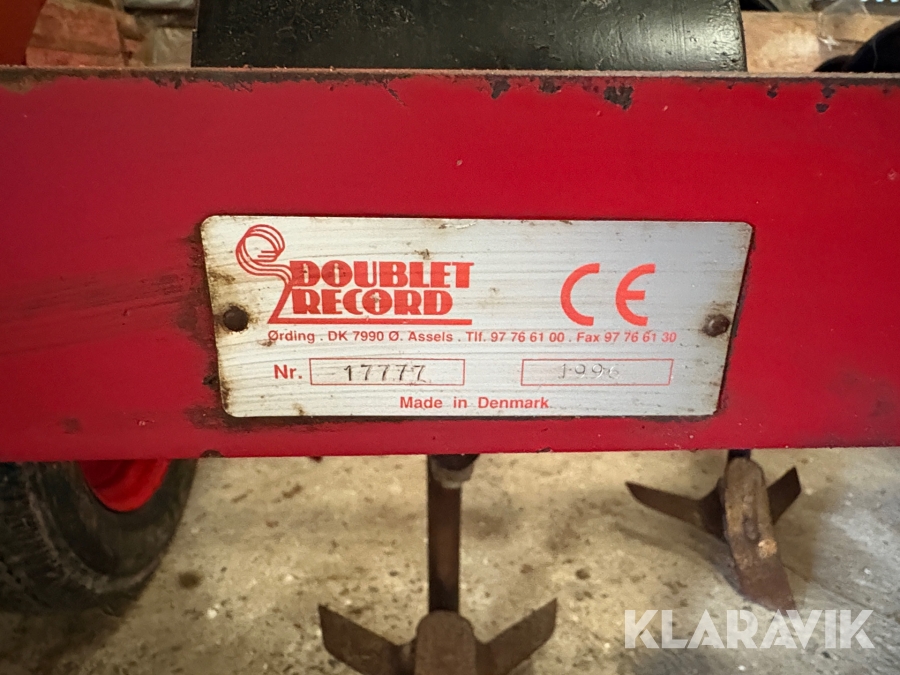 DOUBLET
RECORD
CE
Ørding . DK 7990 Ø. Assels . Tlf. 97 76 61 00 . Fax 97 76 61 30
Nr. 17777 1996
Made in Denmark
KLARAVIK